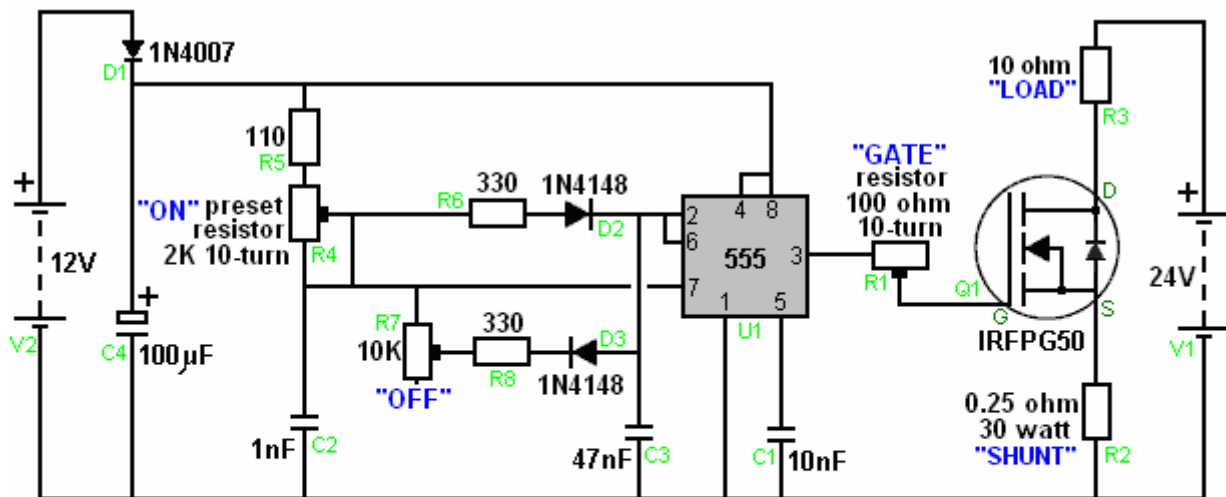 1N4007
D1
110
R5
"ON" preset
resistor
2K 10-turn
R4
+
12V
V2
+
C4
100µF
R6
330
1N4148
D2
R7
10K
"OFF"
330
R8
D3
1N4148
1nF
C2
47nF
C3
2
6
7
4
8
555
3
1
5
U1
C1
10nF
"GATE"
resistor
100 ohm
10-turn
R1
10 ohm
"LOAD"
R3
D
Q1
G
S
IRFPG50
+
24V
V1
0.25 ohm
30 watt
"SHUNT"
R2